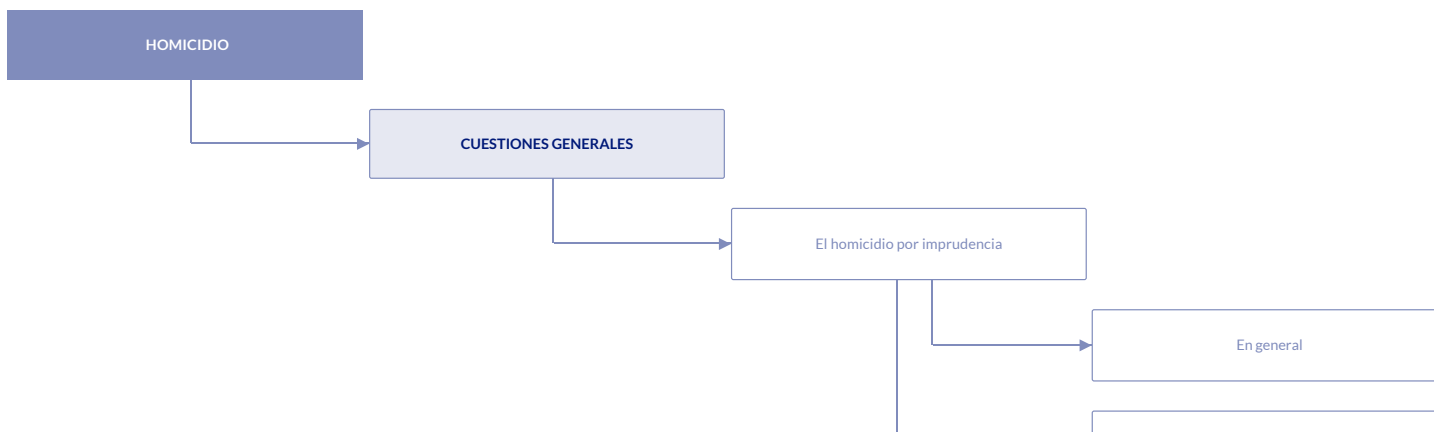 HOMICIDIO
CUESTIONES GENERALES
El homicidio por imprudencia
En general